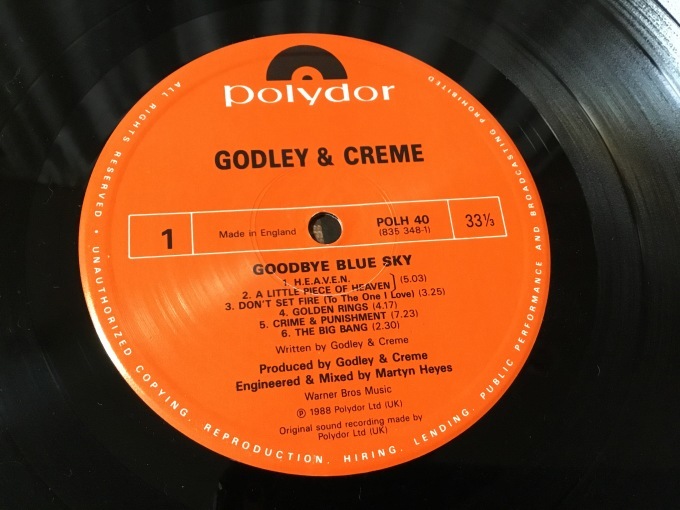 polydor
GODLEY & CREME
1
Made in England
POLH 40
(835 348-1)
33⅓
GOODBYE BLUE SKY
1. H.E.A.V.E.N.
2. A LITTLE PIECE OF HEAVEN} (5.03)
3. DON'T SET FIRE (To The One I Love) (3.25)
4. GOLDEN RINGS (4.17)
5. CRIME & PUNISHMENT (7.23)
6. THE BIG BANG (2.30)
Written by Godley & Creme
Produced by Godley & Creme
Engineered & Mixed by Martyn Heyes
Warner Bros Music
℗ 1988 Polydor Ltd (UK)
Original sound recording made by
Polydor Ltd (UK)
ALL RIGHTS RESERVED • UNAUTHORIZED COPYING, REPRODUCTION, HIRING, LENDING, PUBLIC PERFORMANCE AND BROADCASTING PROHIBITED